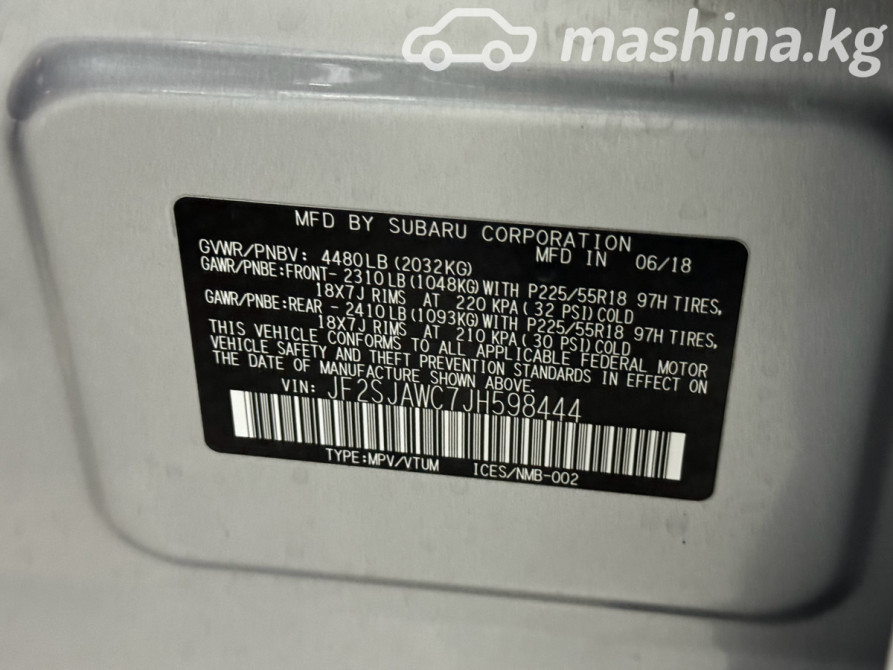 mashina.kg
MFD BY SUBARU CORPORATION
GVWR/PNBV: 4480LB (2032KG) MFD IN 06/18
GAWR/PNBE:FRONT- 2310LB (1048KG) WITH P225/55R18 97H TIRES,
18X7J RIMS AT 220 KPA( 32 PSI) COLD
GAWR/PNBE:REAR - 2410LB (1093KG) WITH P225/55R18 97H TIRES,
18X7J RIMS AT 210 KPA( 30 PSI) COLD
THIS VEHICLE CONFORMS TO ALL APPLICABLE FEDERAL MOTOR
VEHICLE SAFETY AND THEFT PREVENTION STANDARDS IN EFFECT ON
THE DATE OF MANUFACTURE SHOWN ABOVE.
VIN: JF2SJAWC7JH598444
TYPE:MPV/VTUM ICES/NMB-002